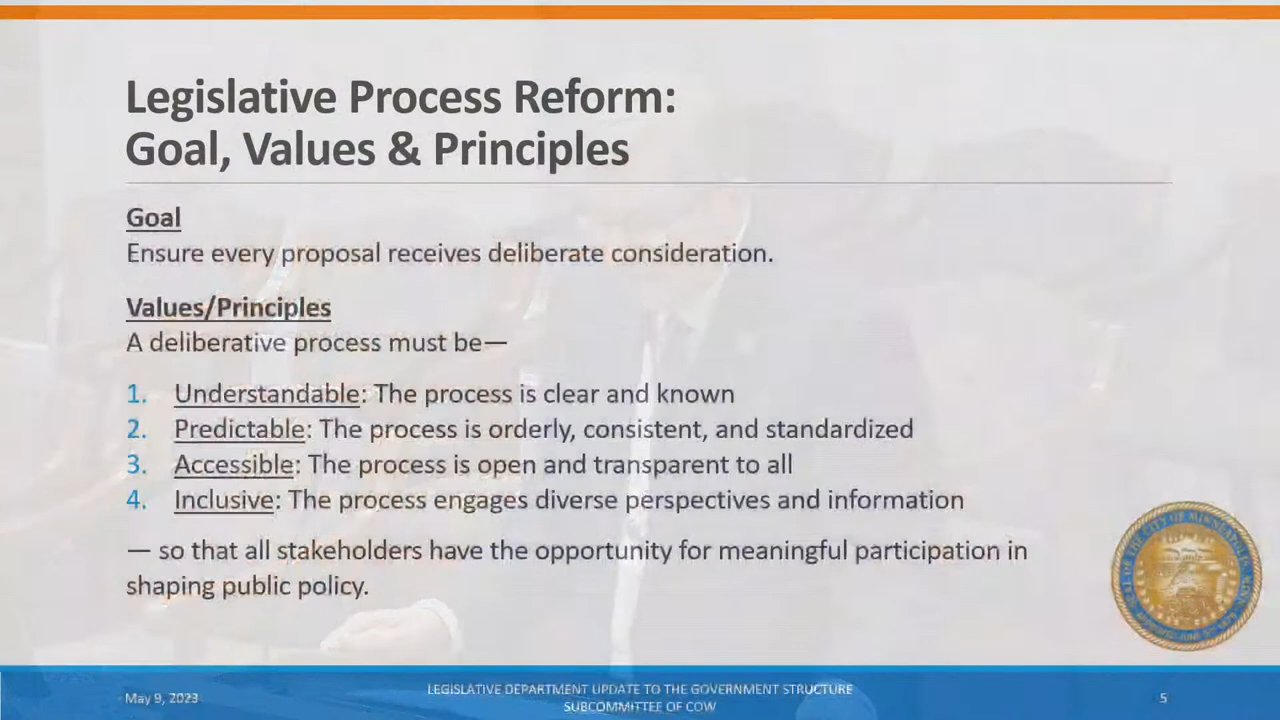 Legislative Process Reform:
Goal, Values & Principles
Goal
Ensure every proposal receives deliberate consideration.
Values/Principles
A deliberative process must be—
1. Understandable: The process is clear and known
2. Predictable: The process is orderly, consistent, and standardized
3. Accessible: The process is open and transparent to all
4. Inclusive: The process engages diverse perspectives and information
— so that all stakeholders have the opportunity for meaningful participation in
shaping public policy.
May 9, 2023
LEGISLATIVE DEPARTMENT UPDATE TO THE GOVERNMENT STRUCTURE
SUBCOMMITTEE OF COW
5